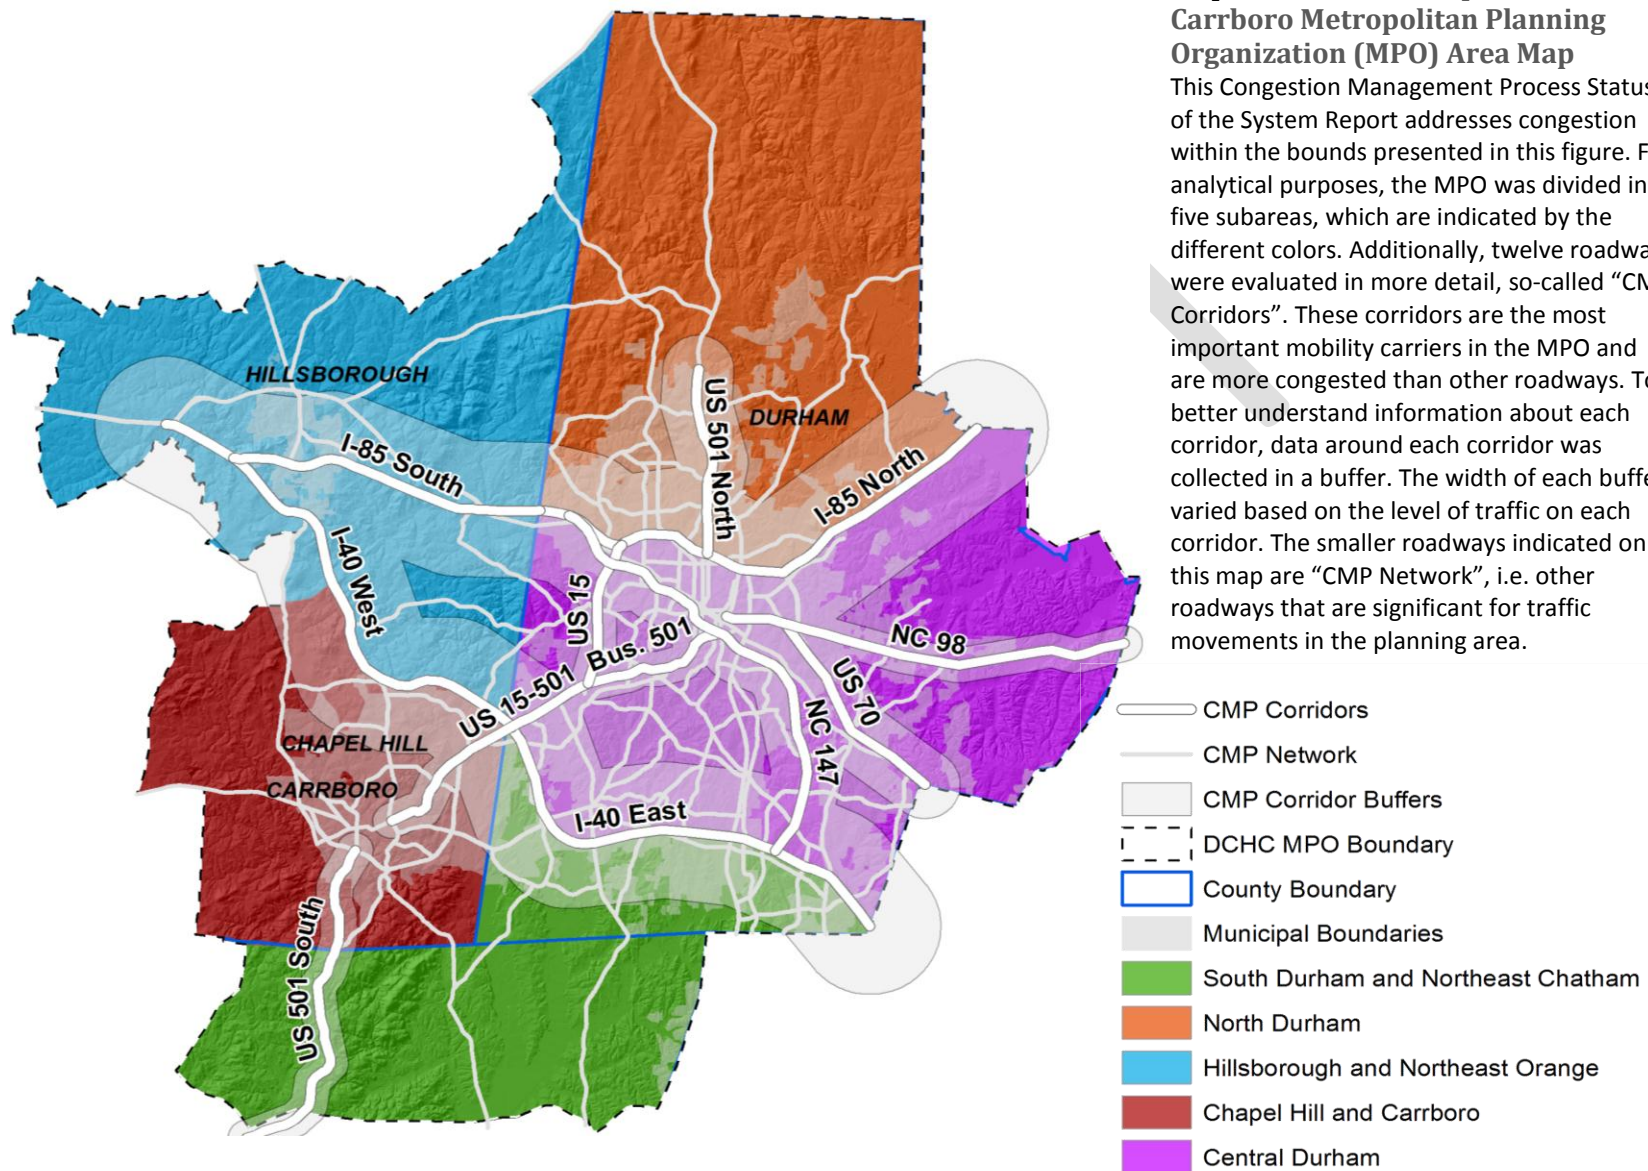 Carrboro Metropolitan Planning
Organization (MPO) Area Map
This Congestion Management Process Status
of the System Report addresses congestion
within the bounds presented in this figure.
analytical purposes, the MPO was divided in
five subareas, which are indicated by the
different colors. Additionally, twelve
were evaluated in more detail, so-called
Corridors”. These corridors are the most
important mobility carriers in the MPO and
are more congested than other roadways. To
better understand information about each
corridor, data around each corridor was
collected in a buffer. The width of each
varied based on the level of traffic on each
corridor. The smaller roadways indicated on
this map are “CMP Network”, i.e. other
roadways that are significant for traffic
movements in the planning area.
HILLSBOROUGH
DURHAM
US 501 North
I-85 South
I-85 North
I-40 West
US 15
Bus. 501
NC 98
US 15-501
US 70
NC 147
CHAPEL HILL
CARRBORO
I-40 East
US 501 South
CMP Corridors
CMP Network
CMP Corridor Buffers
DCHC MPO Boundary
County Boundary
Municipal Boundaries
South Durham and Northeast Chatham
North Durham
Hillsborough and Northeast Orange
Chapel Hill and Carrboro
Central Durham